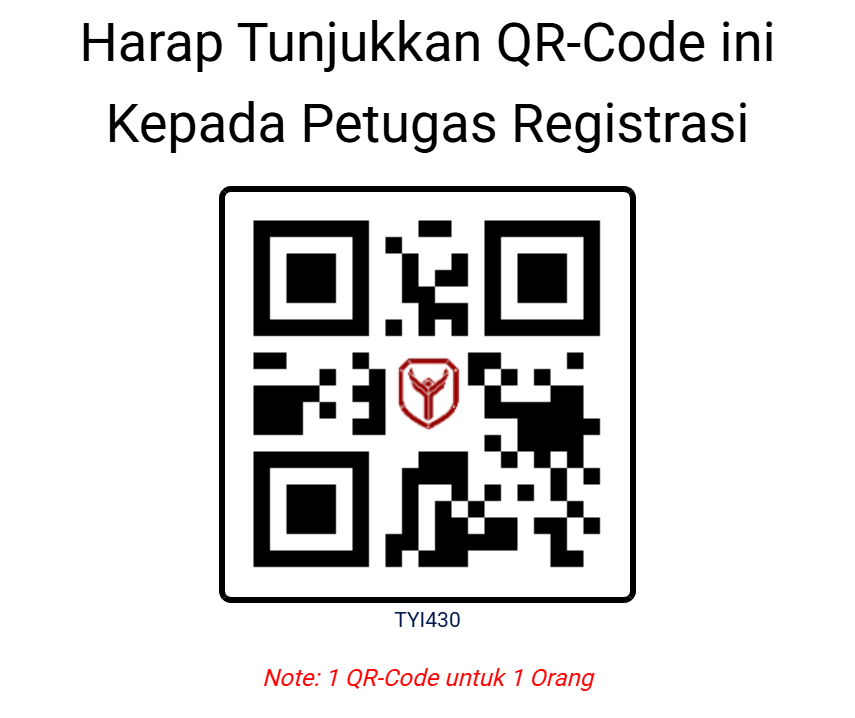 Harap Tunjukkan QR-Code ini
Kepada Petugas Registrasi
TYI430
Note: 1 QR-Code untuk 1 Orang